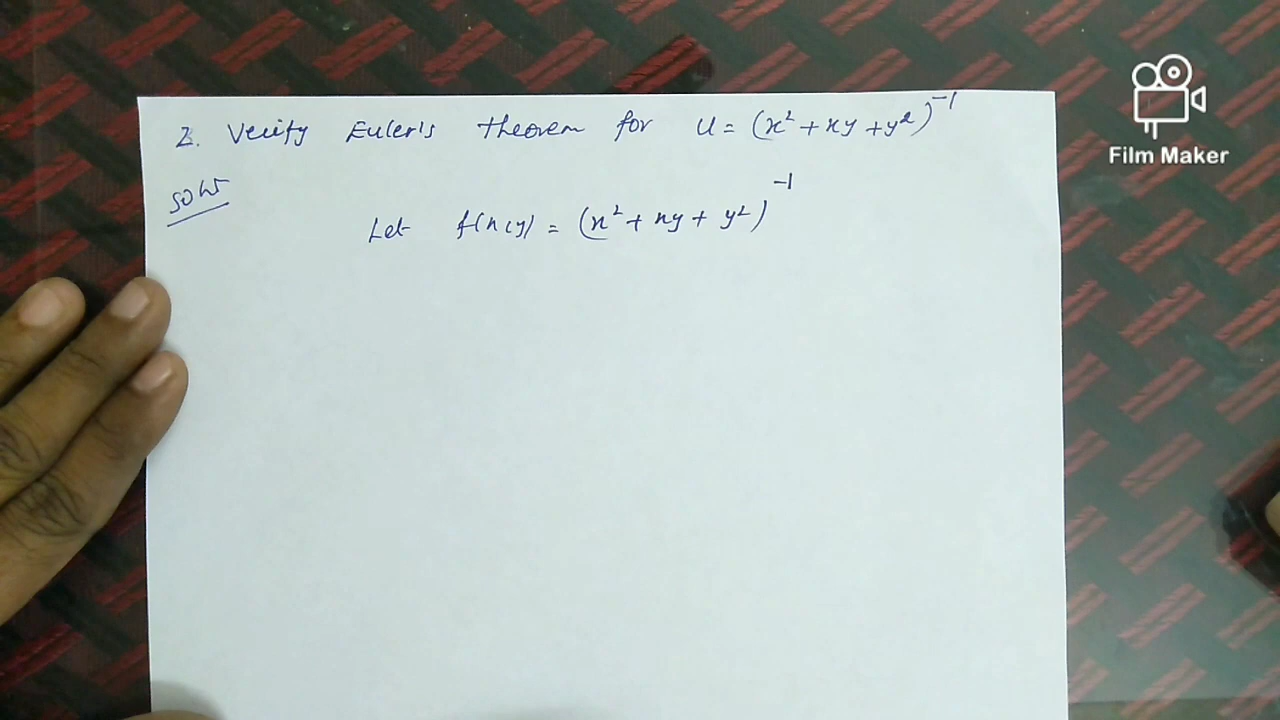 2. Verify Euler's theorem for u = (x² + xy + y²)⁻¹
Soln
Let f(x,y) = (x² + xy + y²)⁻¹
Film Maker